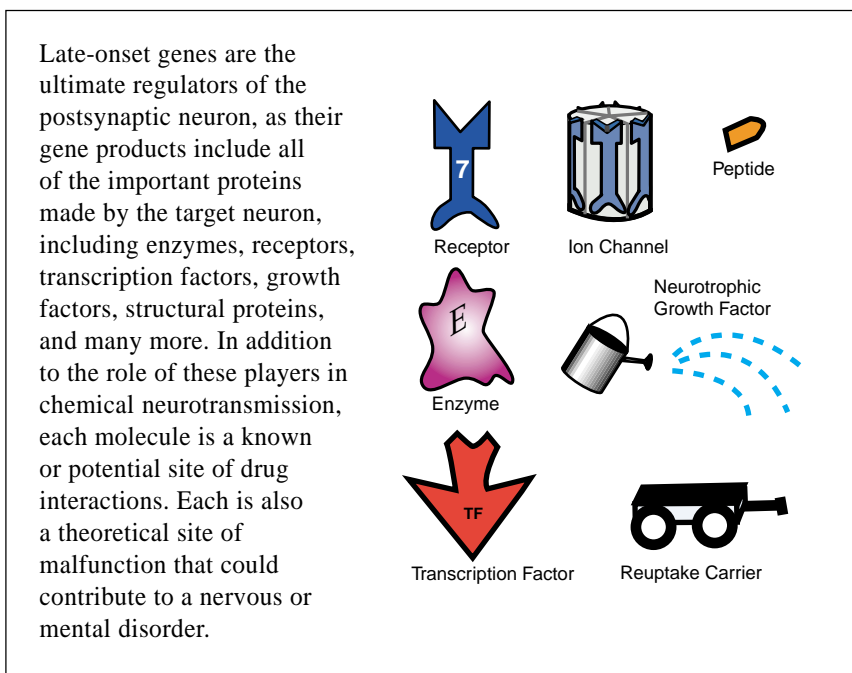 Late-onset genes are the
ultimate regulators of the
postsynaptic neuron, as their
gene products include all
of the important proteins
made by the target neuron,
including enzymes, receptors,
transcription factors, growth
factors, structural proteins,
and many more. In addition
to the role of these players in
chemical neurotransmission,
each molecule is a known
or potential site of drug
interactions. Each is also
a theoretical site of
malfunction that could
contribute to a nervous or
mental disorder.
7
Receptor
Ion Channel
Peptide
E
Enzyme
Neurotrophic
Growth Factor
TF
Transcription Factor
Reuptake Carrier